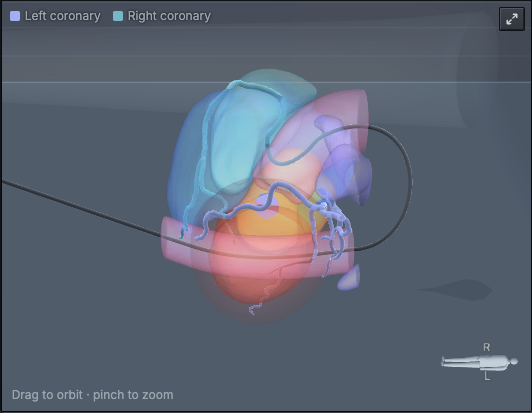 Left coronary
Right coronary
R
L
Drag to orbit · pinch to zoom